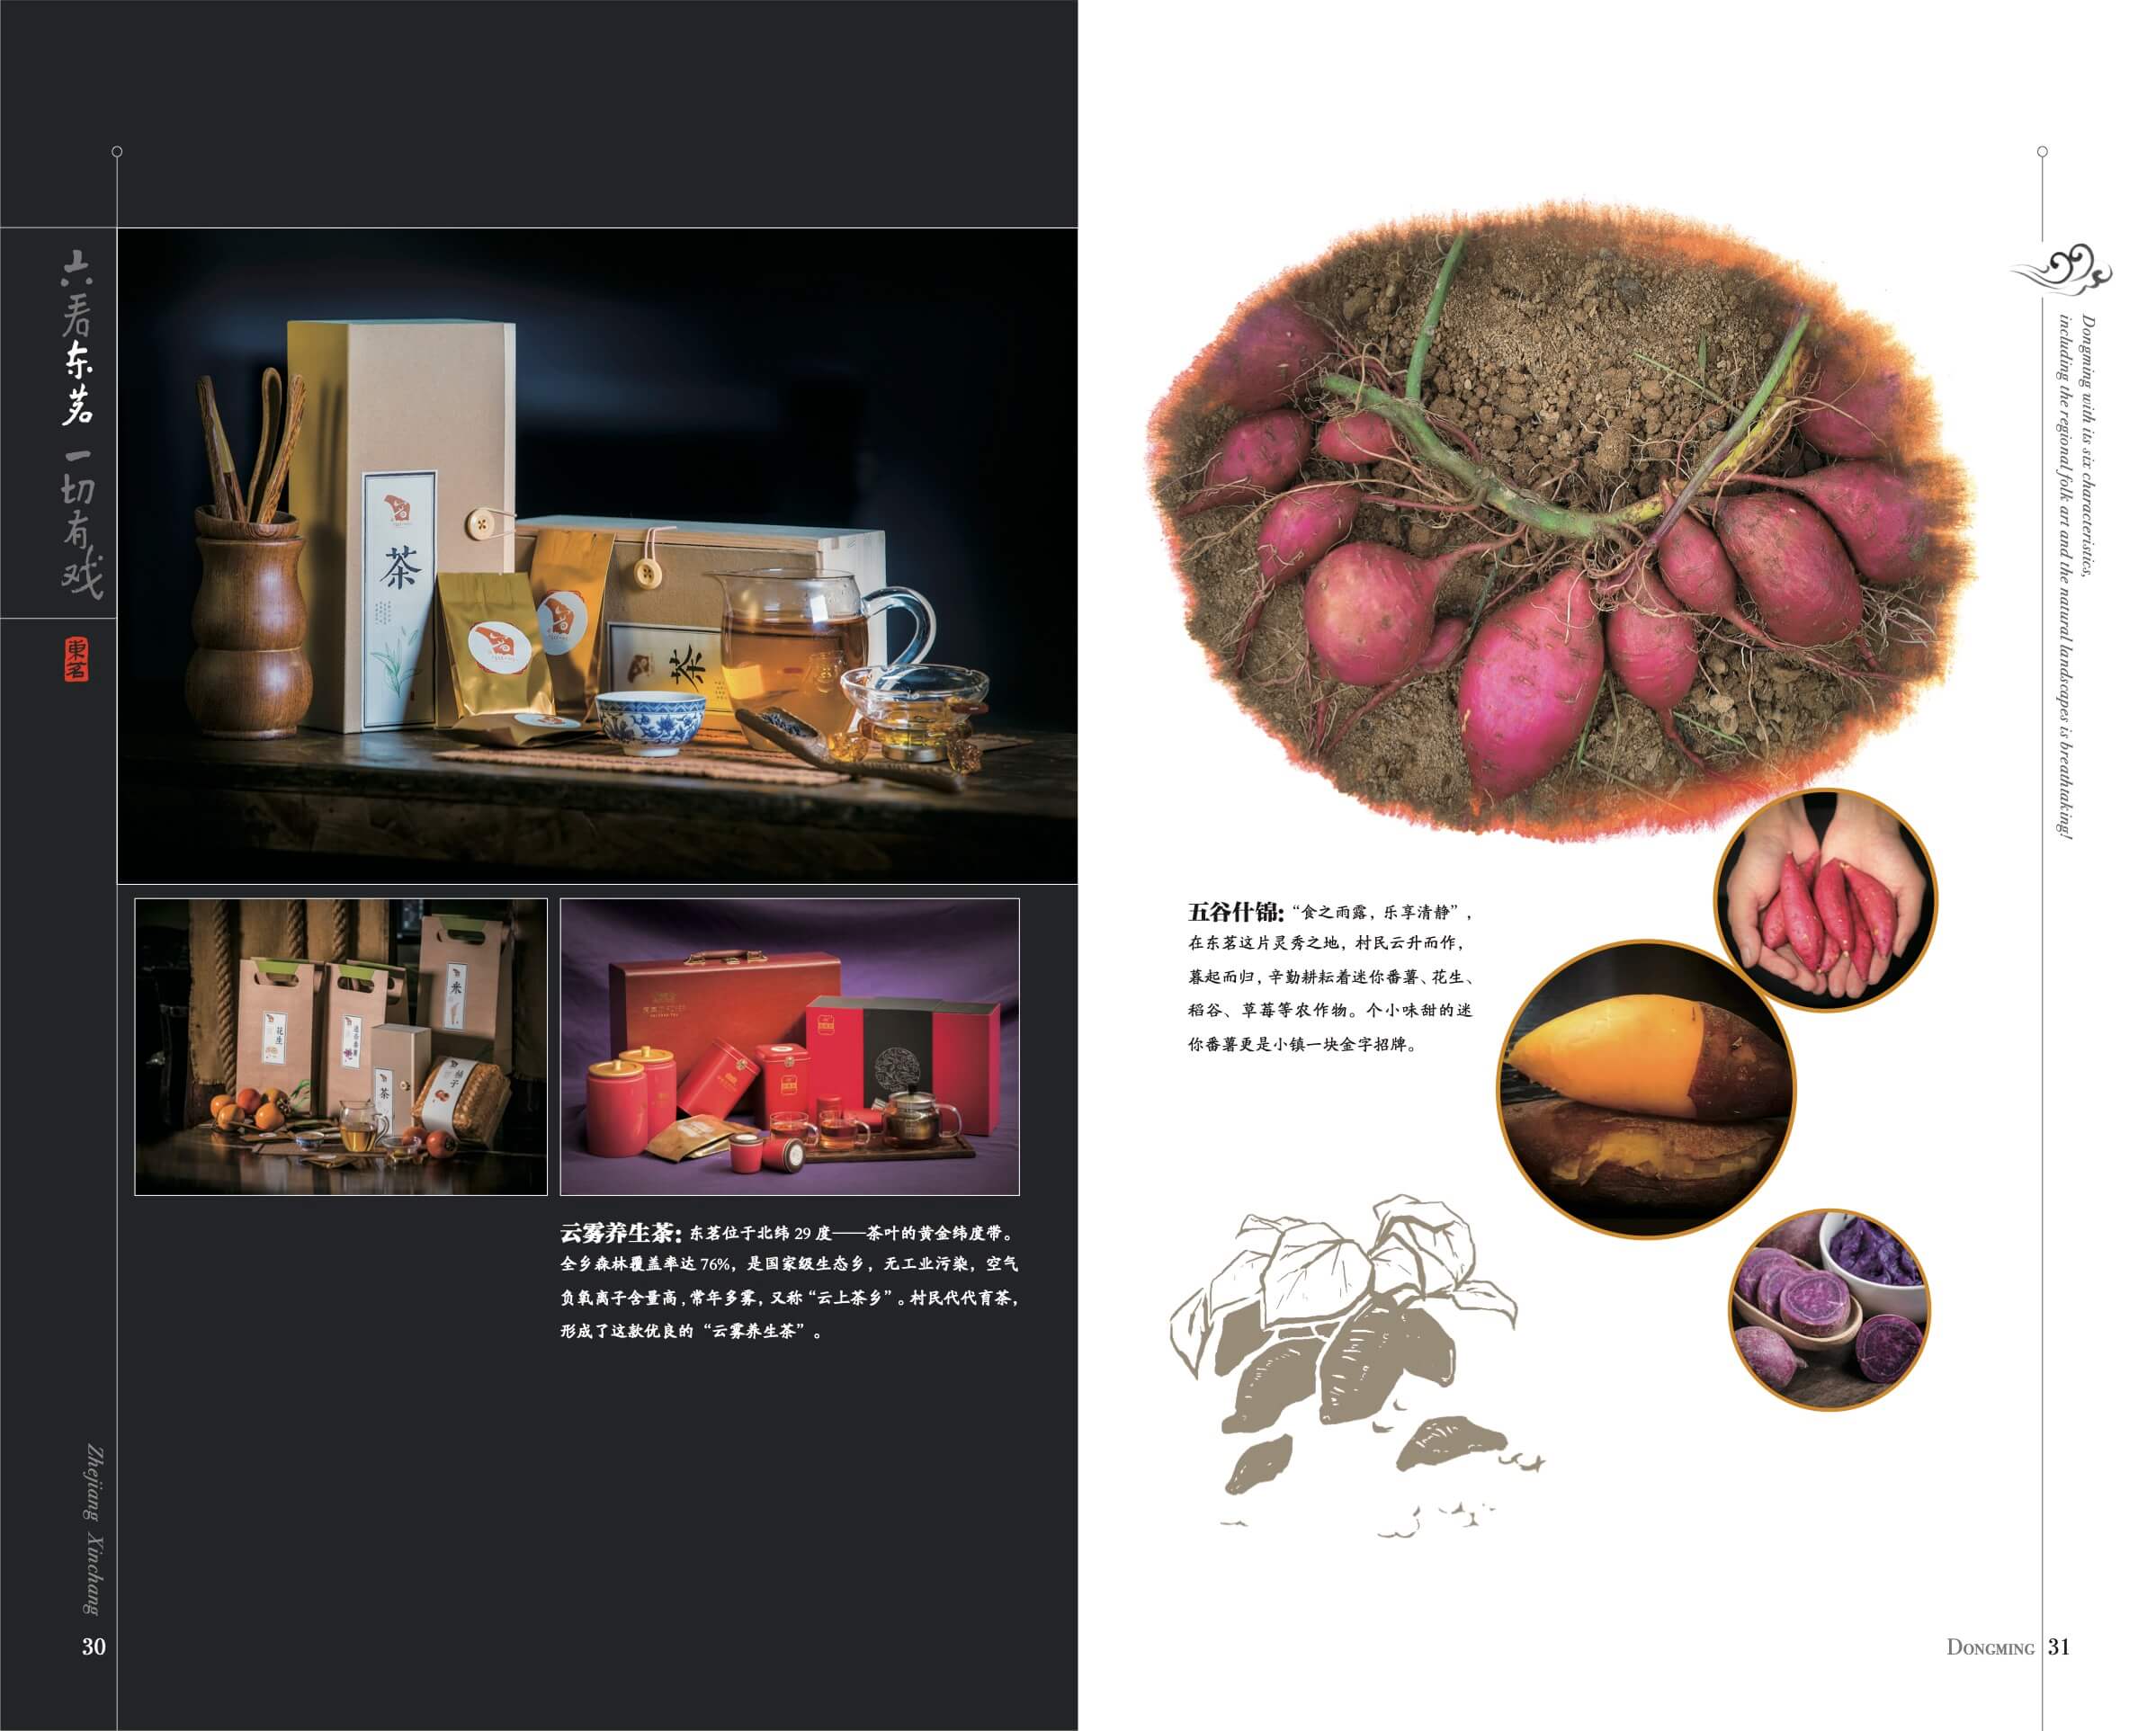 六看东茗 一切有戏
東茗
茶
茶
花生
迷你番薯
米
茶
柚子
云雾养生茶：东茗位于北纬 29 度——茶叶的黄金纬度带。
全乡森林覆盖率达 76%，是国家级生态乡，无工业污染，空气
负氧离子含量高，常年多雾，又称“云上茶乡”。村民代代育茶，
形成了这款优良的“云雾养生茶”。
Zhejiang Xinchang
30
五谷什锦：“食之雨露，乐享清静”，
在东茗这片灵秀之地，村民云升而作，
暮起而归，辛勤耕耘着迷你番薯、花生、
稻谷、草莓等农作物。个小味甜的迷
你番薯更是小镇一块金字招牌。
Dongming with its six characteristics,
including the regional folk art and the natural landscapes is breathtaking!
DONGMING
31